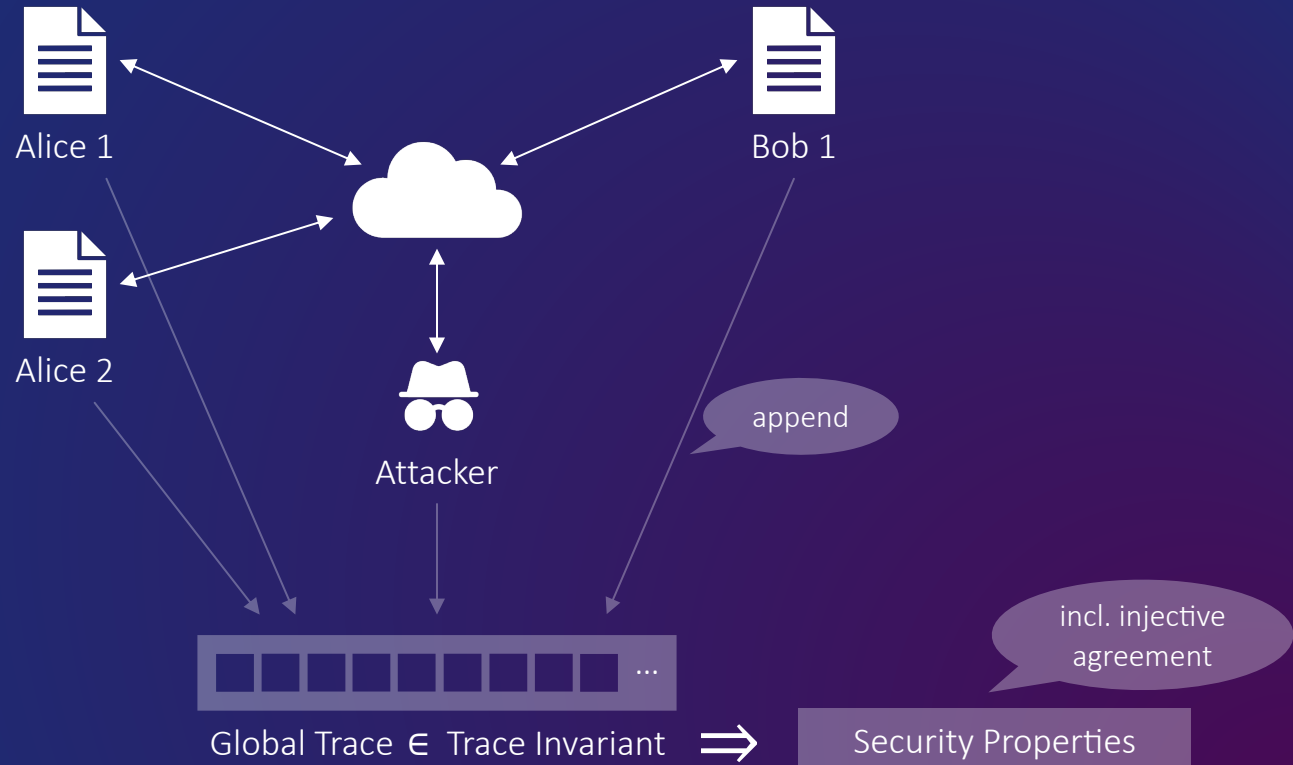 Alice 1
Bob 1
Alice 2
append
Attacker
incl. injective
agreement
...
Global Trace ∈ Trace Invariant ⇒ Security Properties